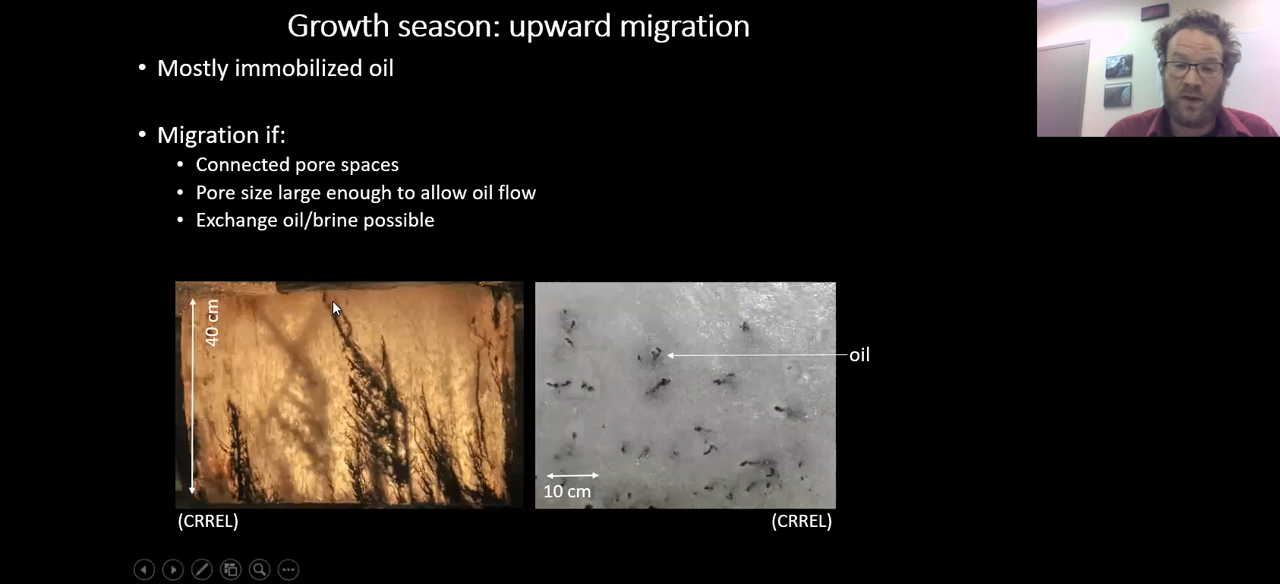 Growth season: upward migration
• Mostly immobilized oil
• Migration if:
• Connected pore spaces
• Pore size large enough to allow oil flow
• Exchange oil/brine possible
40 cm
oil
10 cm
(CRREL)
(CRREL)